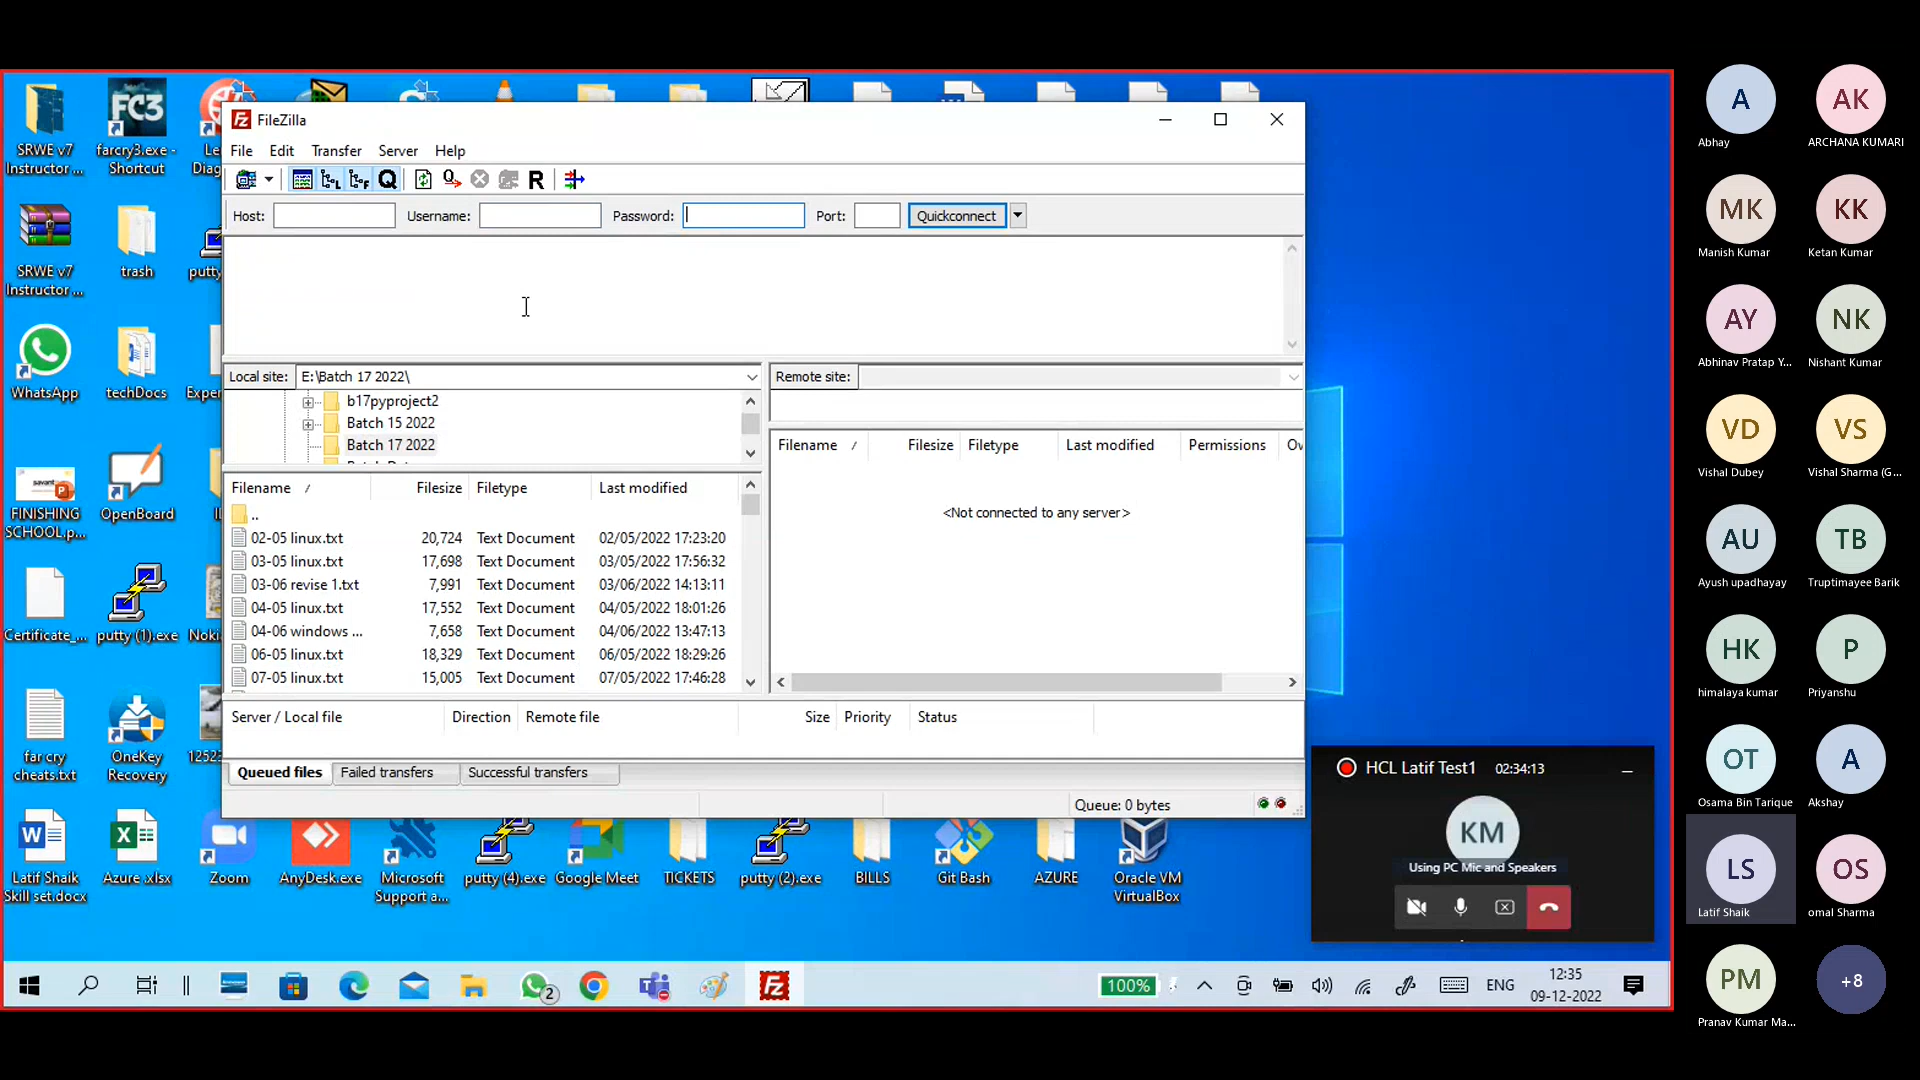 FileZilla
File Edit Transfer Server Help
Host: Username: Password: Port: Quickconnect
Local site: E:\Batch 17 2022\
b17pyproject2
Batch 15 2022
Batch 17 2022
Remote site:
Filename Filesize Filetype Last modified
..
02-05 linux.txt 20,724 Text Document 02/05/2022 17:23:20
03-05 linux.txt 17,698 Text Document 03/05/2022 17:56:32
03-06 revise 1.txt 7,991 Text Document 03/06/2022 14:13:11
04-05 linux.txt 17,552 Text Document 04/05/2022 18:01:26
04-06 windows ... 7,658 Text Document 04/06/2022 13:47:13
06-05 linux.txt 18,329 Text Document 06/05/2022 18:29:26
07-05 linux.txt 15,005 Text Document 07/05/2022 17:46:28
Filename Filesize Filetype Last modified Permissions Ov
<Not connected to any server>
Server / Local file Direction Remote file Size Priority Status
Queued files Failed transfers Successful transfers
Queue: 0 bytes
SRWE v7
Instructor ...
FC3
farcry3.exe -
Shortcut
Le
Diag
SRWE v7
Instructor ...
trash
putty
WhatsApp
techDocs
Exper
FINISHING
SCHOOL.p...
OpenBoard
Certificate_...
putty (1).exe
Noki
far cry
cheats.txt
OneKey
Recovery
1252
Latif Shaik
Skill set.docx
Azure .xlsx
Zoom
AnyDesk.exe
Microsoft
Support a...
putty (4).exe
Google Meet
TICKETS
putty (2).exe
BILLS
Git Bash
AZURE
Oracle VM
VirtualBox
HCL Latif Test1 02:34:13
KM
Using PC Mic and Speakers
2
100%
ENG
12:35
09-12-2022
A
Abhay
AK
ARCHANA KUMARI
MK
Manish Kumar
KK
Ketan Kumar
AY
Abhinav Pratap Y...
NK
Nishant Kumar
VD
Vishal Dubey
VS
Vishal Sharma (G...
AU
Ayush upadhayay
TB
Truptimayee Barik
HK
himalaya kumar
P
Priyanshu
OT
Osama Bin Tarique
A
Akshay
LS
Latif Shaik
OS
omal Sharma
PM
Pranav Kumar Ma...
+8